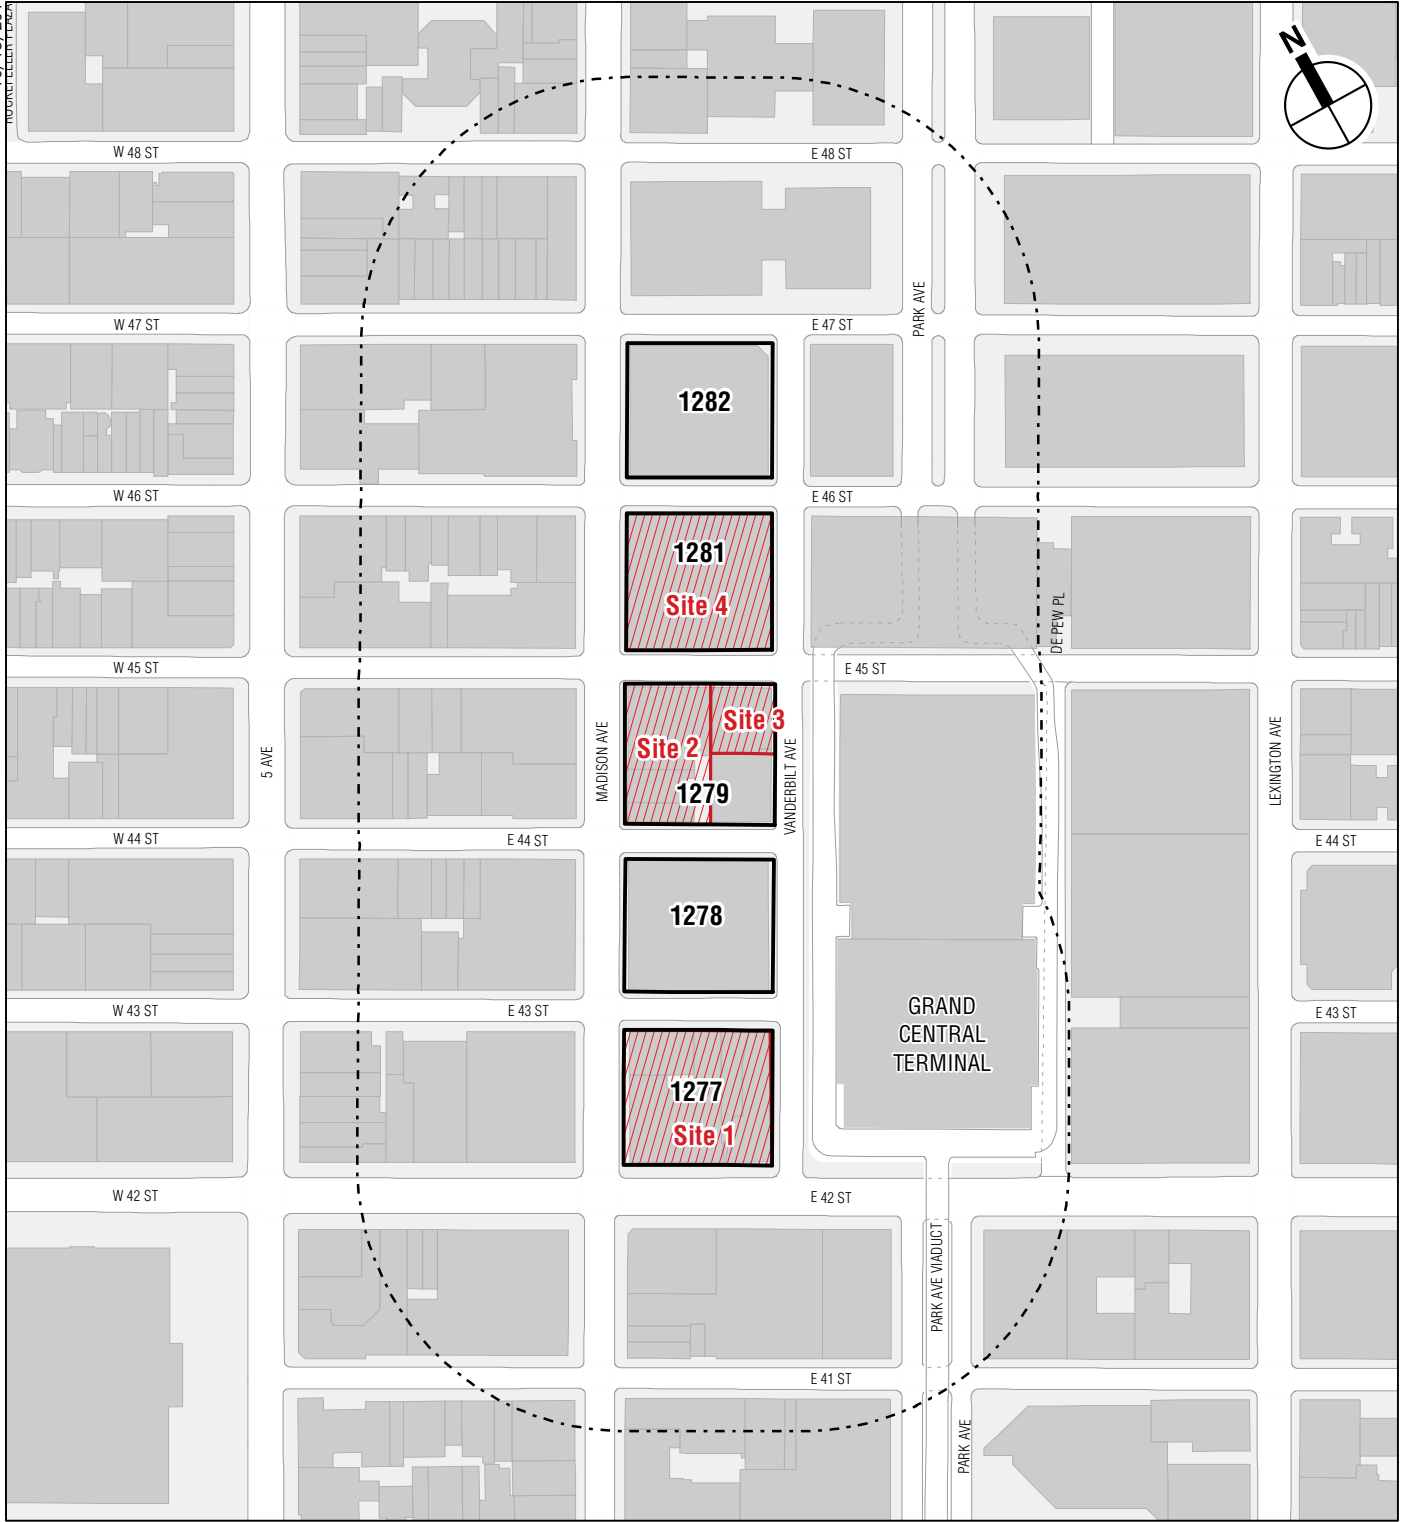 ROCKEFELLER PLAZA
N
W 48 ST
E 48 ST
W 47 ST
E 47 ST
PARK AVE
1282
W 46 ST
E 46 ST
1281
Site 4
DE PEW PL
W 45 ST
E 45 ST
5 AVE
MADISON AVE
Site 2
Site 3
1279
VANDERBILT AVE
LEXINGTON AVE
W 44 ST
E 44 ST
E 44 ST
1278
W 43 ST
E 43 ST
GRAND
CENTRAL
TERMINAL
E 43 ST
1277
Site 1
W 42 ST
E 42 ST
PARK AVE VIADUCT
E 41 ST
PARK AVE